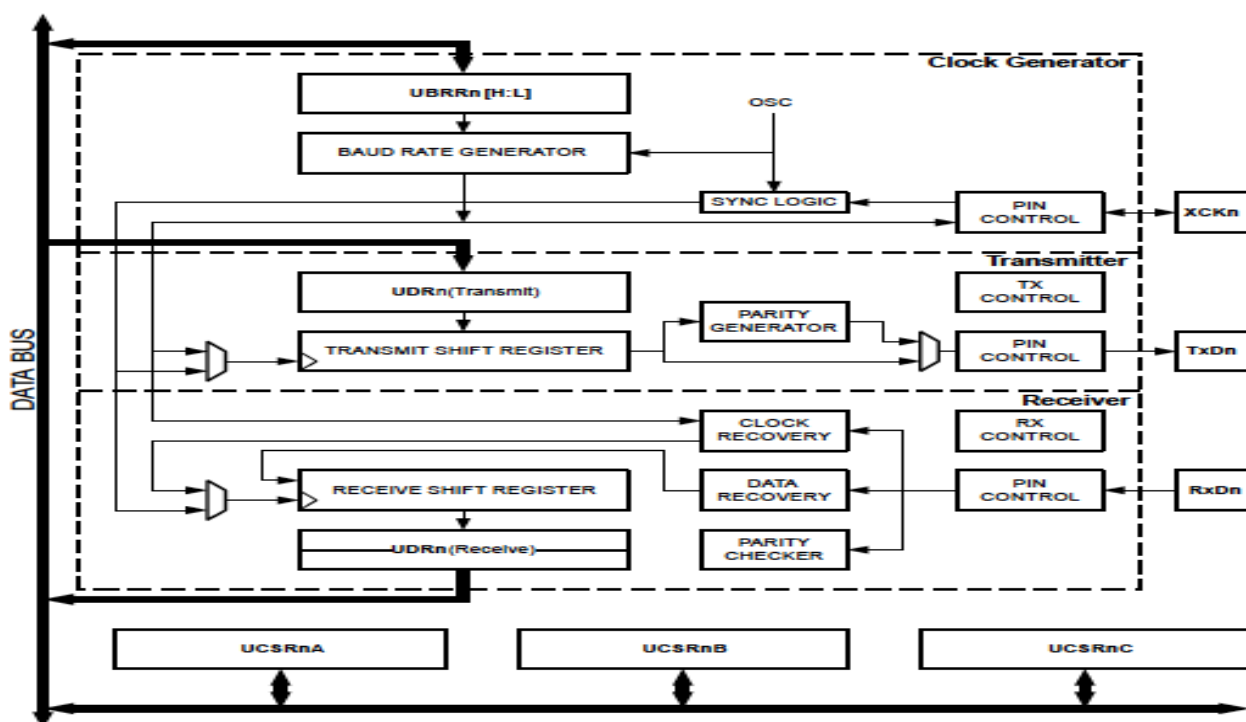 Clock Generator
UBRRn [H:L]
OSC
BAUD RATE GENERATOR
SYNC LOGIC
PIN
CONTROL
XCKn
Transmitter
UDRn(Transmit)
TX
CONTROL
PARITY
GENERATOR
TRANSMIT SHIFT REGISTER
PIN
CONTROL
TxDn
DATA BUS
Receiver
CLOCK
RECOVERY
RX
CONTROL
RECEIVE SHIFT REGISTER
DATA
RECOVERY
PIN
CONTROL
RxDn
UDRn(Receive)
PARITY
CHECKER
UCSRnA
UCSRnB
UCSRnC